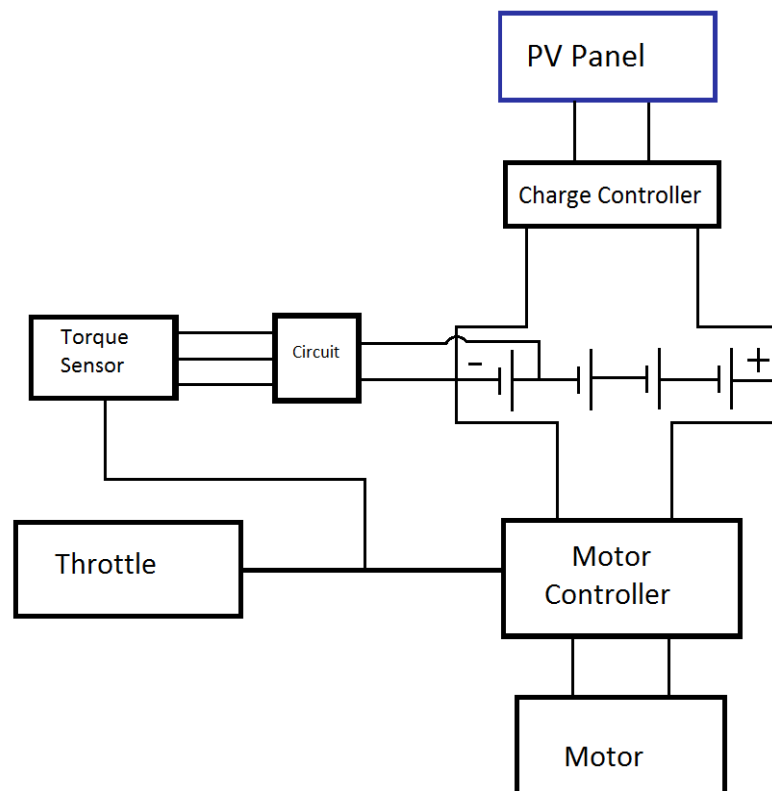 PV Panel
Charge Controller
Torque
Sensor
Circuit
- +
Throttle
Motor
Controller
Motor